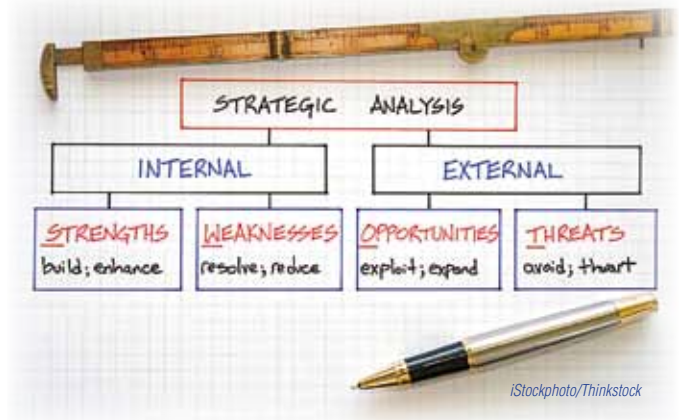 STRATEGIC ANALYSIS
INTERNAL
EXTERNAL
STRENGTHS
build; enhance
WEAKNESSES
resolve; reduce
OPPORTUNITIES
exploit; expand
THREATS
avoid; thwart
iStockphoto/Thinkstock